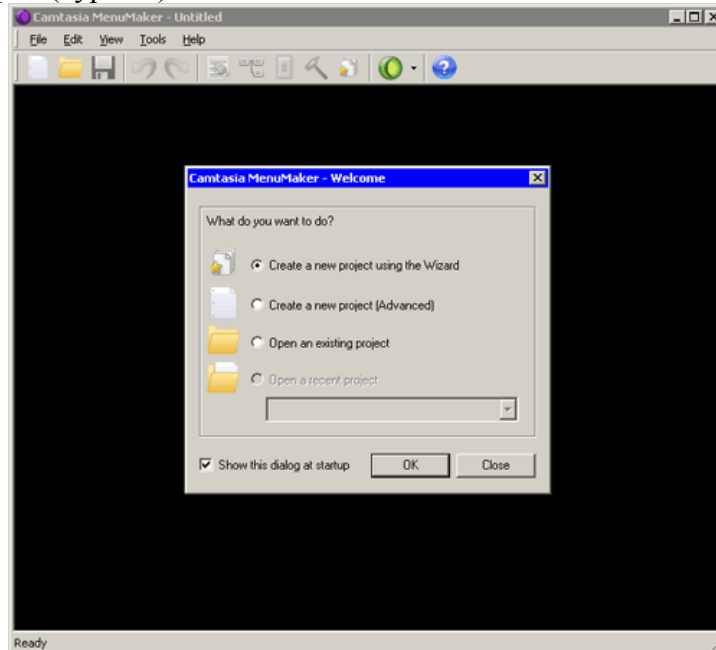 Camtasia MenuMaker - Untitled
File Edit View Tools Help
Camtasia MenuMaker - Welcome
What do you want to do?
Create a new project using the Wizard
Create a new project (Advanced)
Open an existing project
Open a recent project
Show this dialog at startup OK Close
Ready